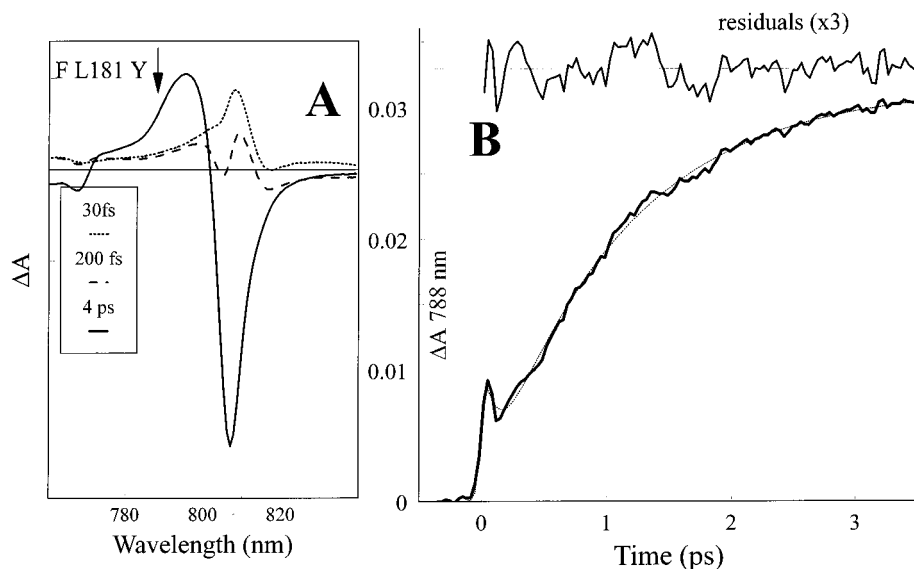 F L181 Y
A
30fs
200 fs
4 ps
ΔA
780
800
820
Wavelength (nm)
residuals (x3)
B
0.03
0.02
0.01
0
ΔA 788 nm
0
1
2
3
Time (ps)